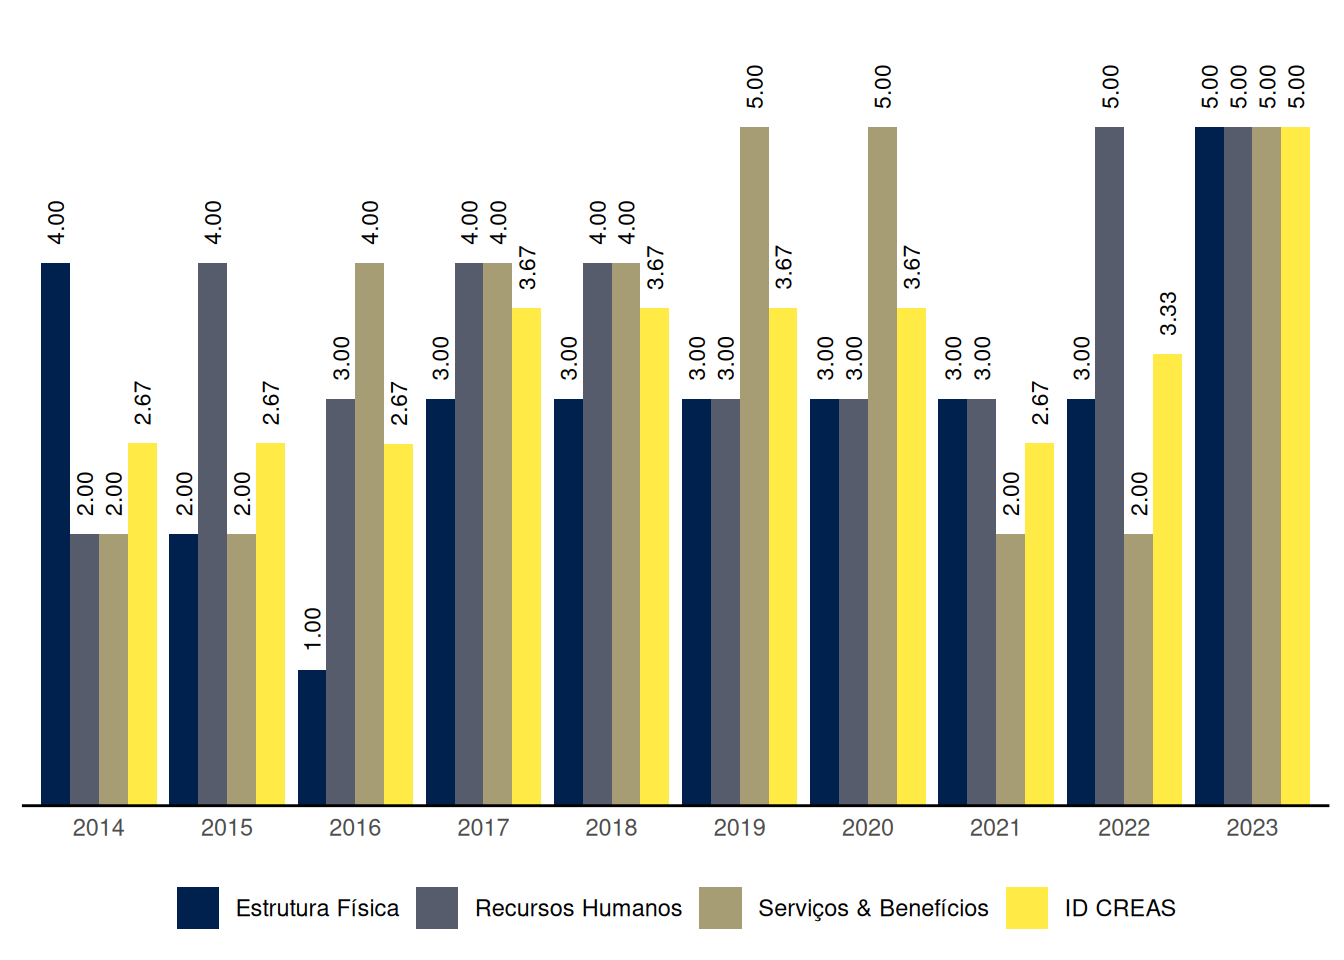 4.00 2.00 2.00 2.67 2.00 4.00 2.00 2.67 1.00 3.00 4.00 2.67 3.00 4.00 4.00 3.67 3.00 4.00 4.00 3.67 3.00 3.00 5.00 3.67 3.00 3.00 5.00 3.67 3.00 3.00 2.00 2.67 3.00 5.00 2.00 3.33 5.00 5.00 5.00 5.00
2014 2015 2016 2017 2018 2019 2020 2021 2022 2023
Estrutura Física Recursos Humanos Serviços & Benefícios ID CREAS